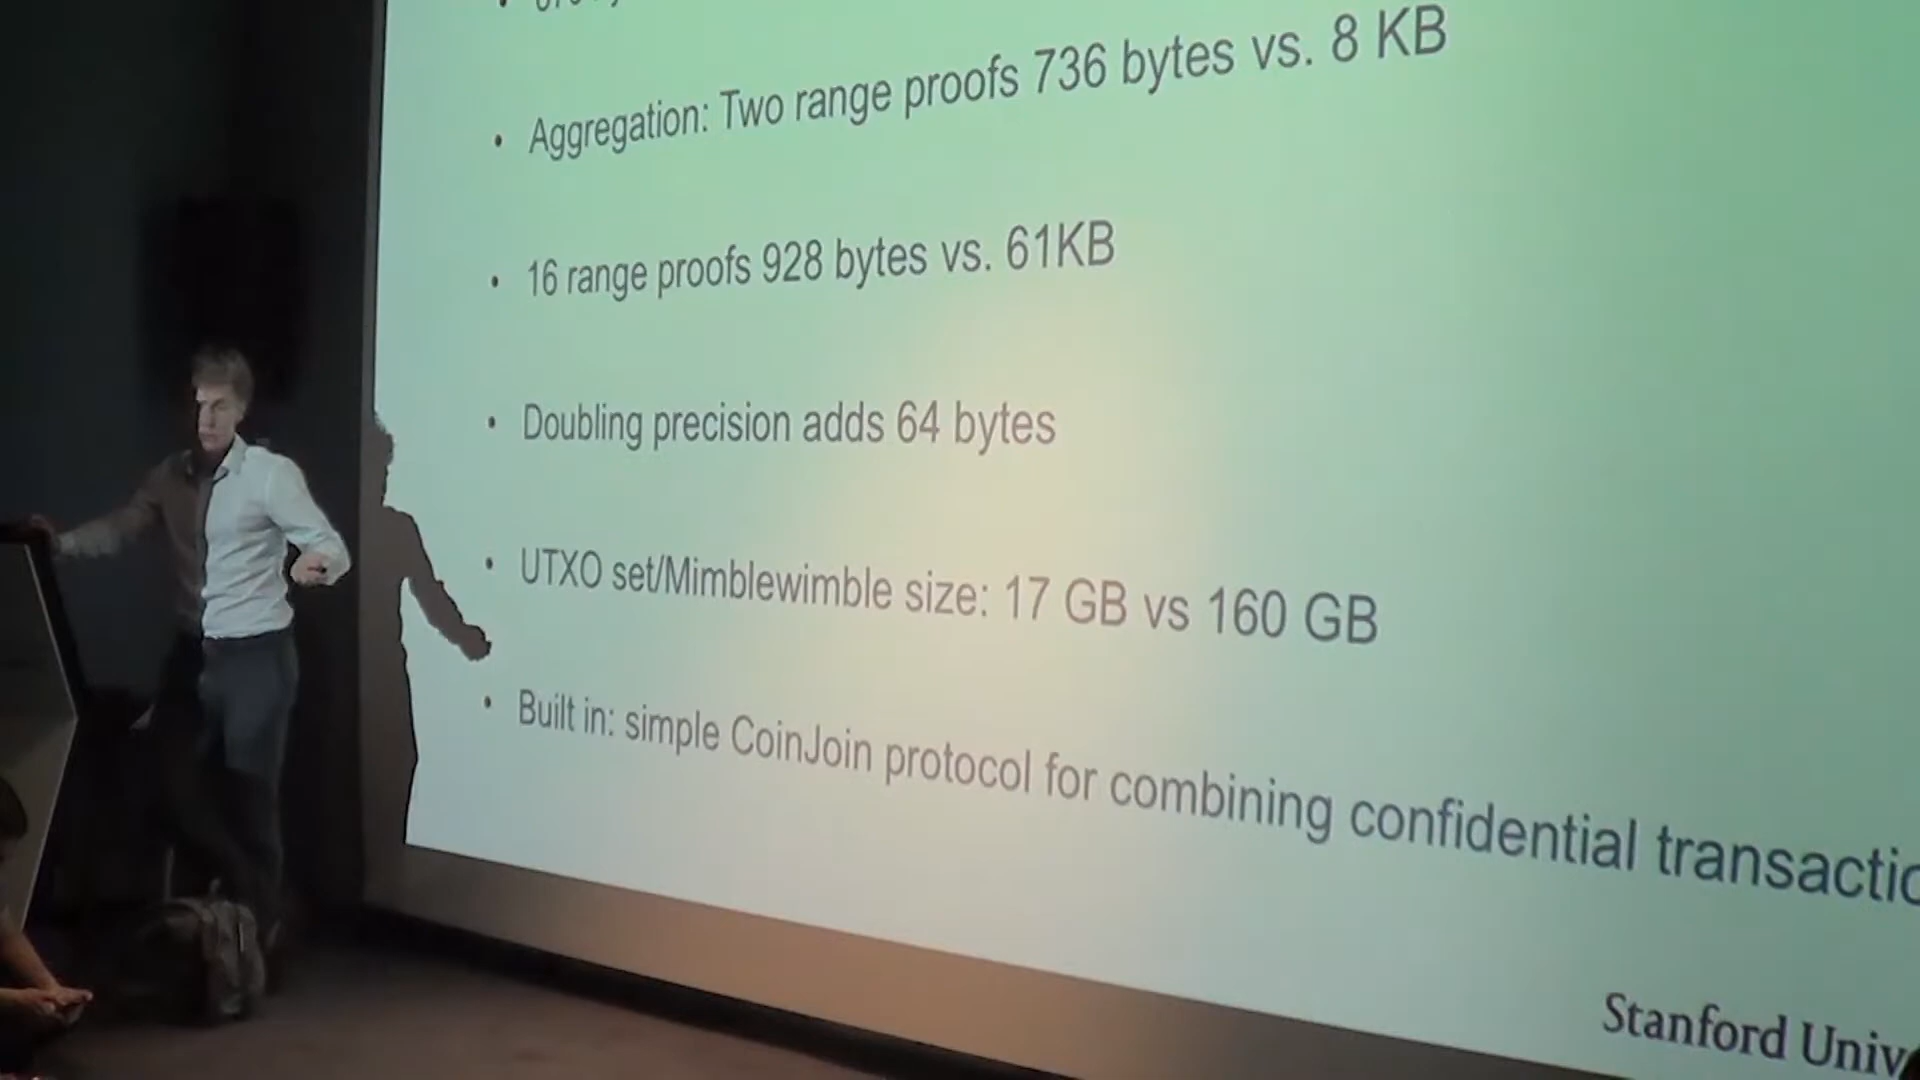 • Aggregation: Two range proofs 736 bytes vs. 8 KB
• 16 range proofs 928 bytes vs. 61KB
• Doubling precision adds 64 bytes
• UTXO set/Mimblewimble size: 17 GB vs 160 GB
• Built in: simple CoinJoin protocol for combining confidential transactio
Stanford Univ